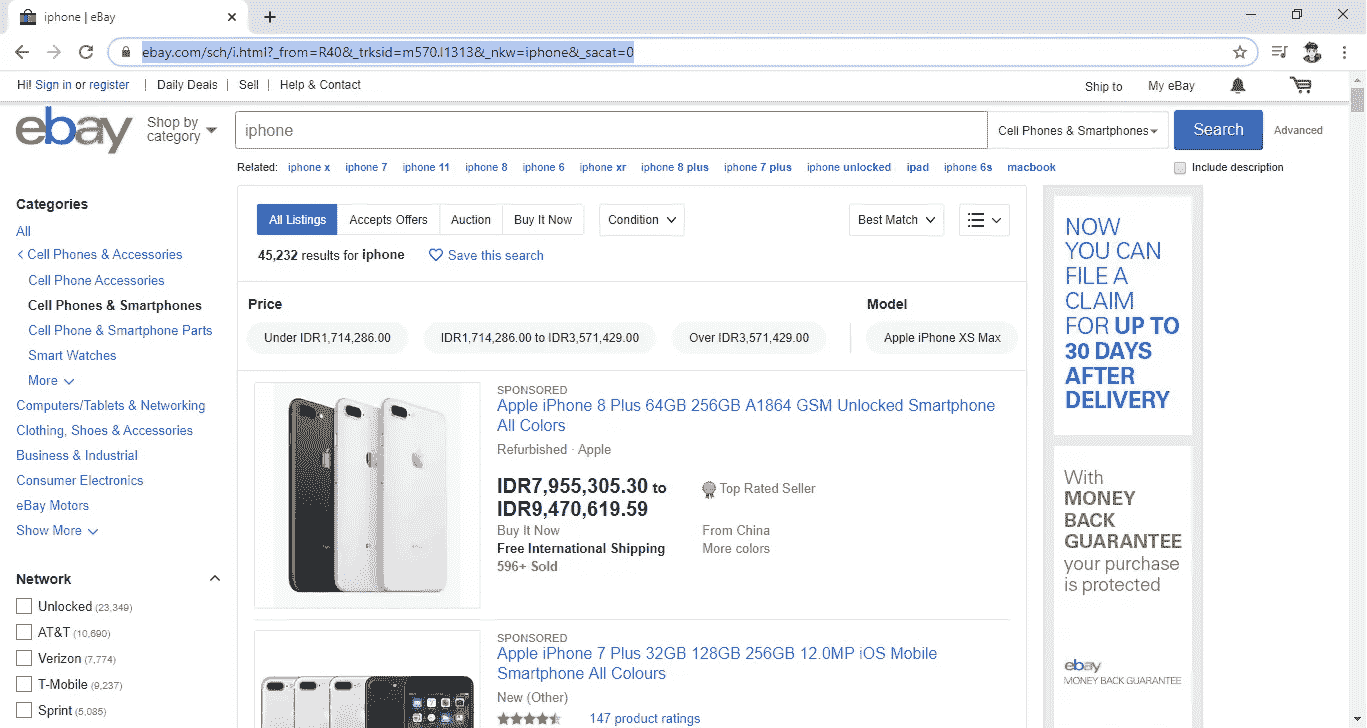 iphone | eBay
ebay.com/sch/i.html?_from=R40&_trksid=m570.l1313&_nkw=iphone&_sacat=0
Hi! Sign in or register | Daily Deals | Sell | Help & Contact
Ship to My eBay
ebay
Shop by
category
iphone
Cell Phones & Smartphones
Search
Advanced
Related: iphone x iphone 7 iphone 11 iphone 8 iphone 6 iphone xr iphone 8 plus iphone 7 plus iphone unlocked ipad iphone 6s macbook
Include description
Categories
All
Cell Phones & Accessories
Cell Phone Accessories
Cell Phones & Smartphones
Cell Phone & Smartphone Parts
Smart Watches
More
Computers/Tablets & Networking
Clothing, Shoes & Accessories
Business & Industrial
Consumer Electronics
eBay Motors
Show More
Network
Unlocked (23,349)
AT&T (10,690)
Verizon (7,774)
T-Mobile (9,237)
Sprint (5,085)
All Listings Accepts Offers Auction Buy It Now Condition
Best Match
45,232 results for iphone
Save this search
Price
Under IDR1,714,286.00
IDR1,714,286.00 to IDR3,571,429.00
Over IDR3,571,429.00
Model
Apple iPhone XS Max
SPONSORED
Apple iPhone 8 Plus 64GB 256GB A1864 GSM Unlocked Smartphone
All Colors
Refurbished · Apple
IDR7,955,305.30 to
IDR9,470,619.59
Buy It Now
Free International Shipping
596+ Sold
Top Rated Seller
From China
More colors
SPONSORED
Apple iPhone 7 Plus 32GB 128GB 256GB 12.0MP iOS Mobile
Smartphone All Colours
New (Other)
147 product ratings
NOW
YOU CAN
FILE A
CLAIM
FOR UP TO
30 DAYS
AFTER
DELIVERY
With
MONEY
BACK
GUARANTEE
your purchase
is protected
ebay
MONEY BACK GUARANTEE